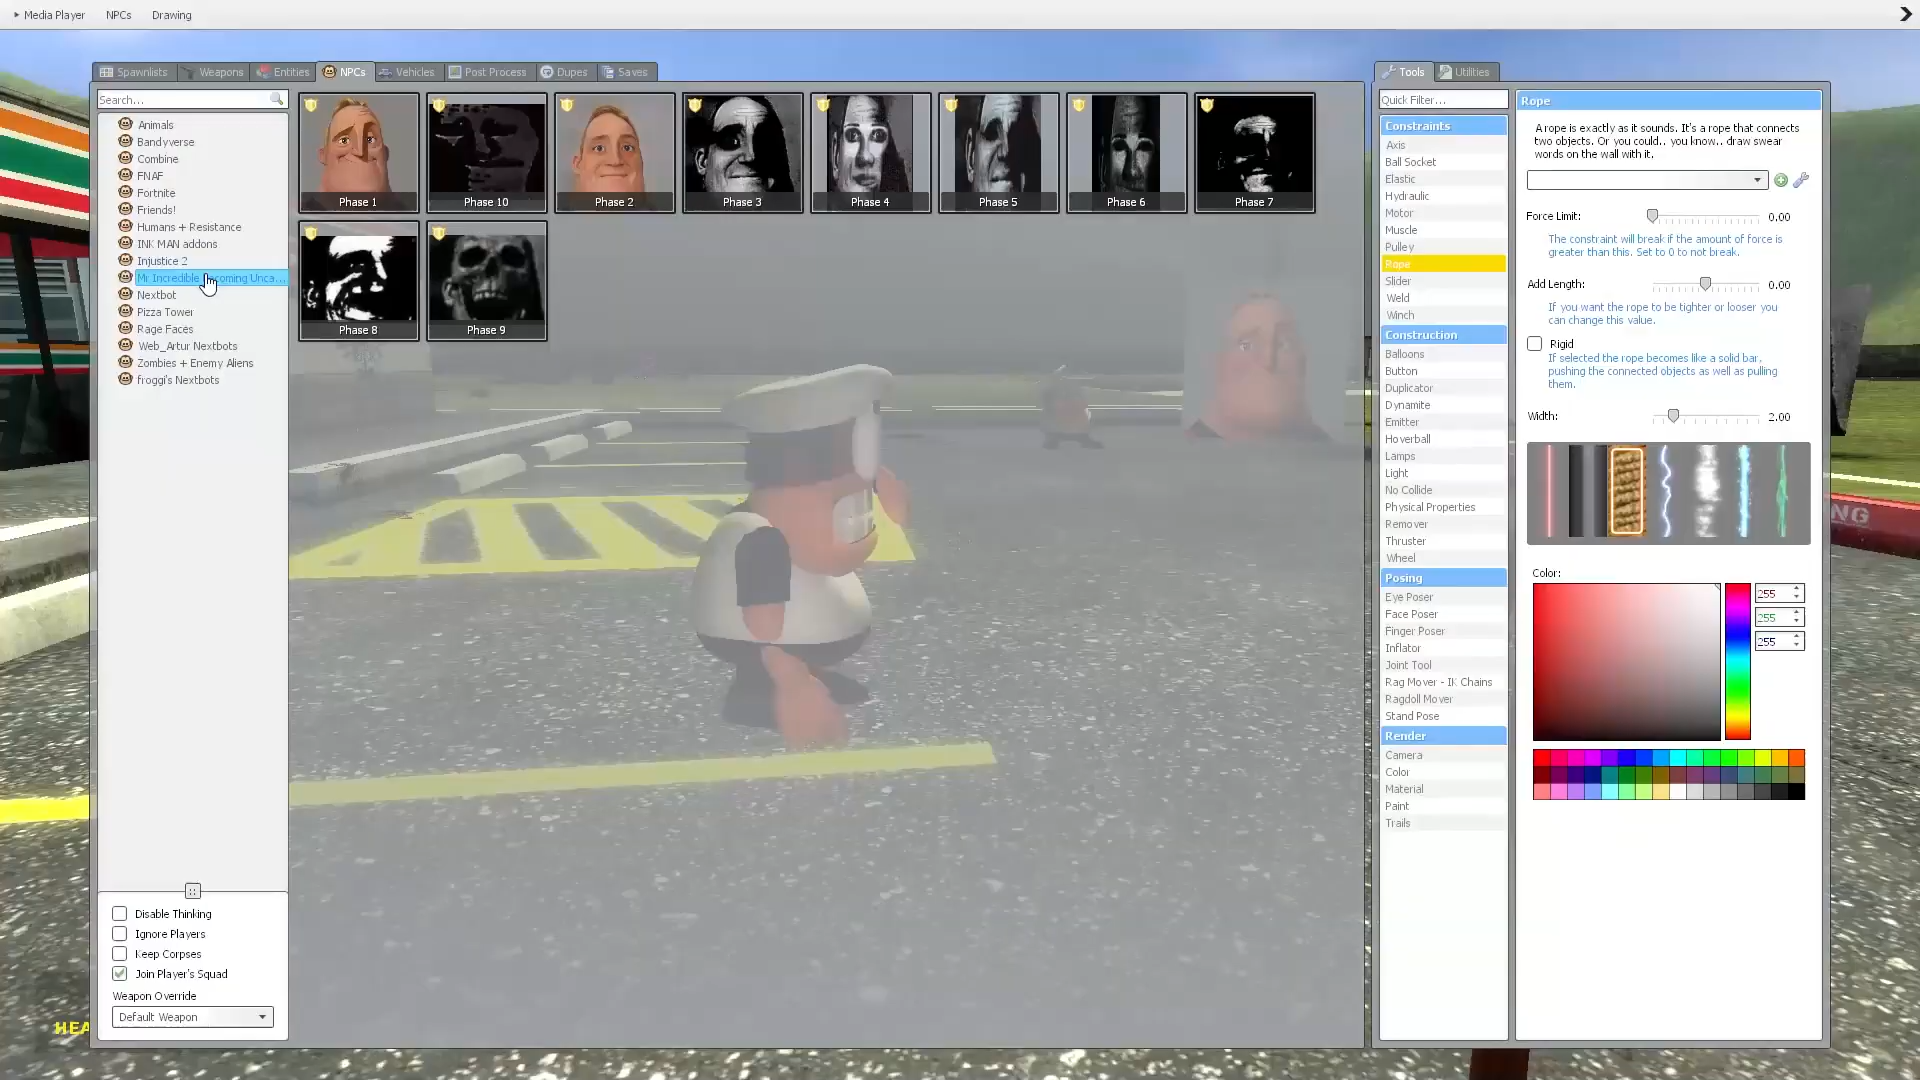 Media Player NPCs Drawing
Spawnlists Weapons Entities NPCs Vehicles Post Process Dupes Saves
Search...
Animals
Bandyverse
Combine
FNAF
Fortnite
Friends!
Humans + Resistance
INK MAN addons
Injustice 2
Mr Incredible
Unca...
Nextbot
Pizza Tower
Rage Faces
Web_Artur Nextbots
Zombies + Enemy Aliens
froggi's Nextbots
Phase 1 Phase 10 Phase 2 Phase 3 Phase 4 Phase 5 Phase 6 Phase 7
Phase 8 Phase 9
Disable Thinking
Ignore Players
Keep Corpses
Join Player's Squad
Weapon Override
Default Weapon
HEA
Tools Utilities
Quick Filter...
Constraints
Axis
Ball Socket
Elastic
Hydraulic
Motor
Muscle
Pulley
Rope
Slider
Weld
Winch
Construction
Balloons
Button
Duplicator
Dynamite
Emitter
Hoverball
Lamps
Light
No Collide
Physical Properties
Remover
Thruster
Wheel
Posing
Eye Poser
Face Poser
Finger Poser
Inflator
Joint Tool
Rag Mover - IK Chains
Ragdoll Mover
Stand Pose
Render
Camera
Color
Material
Paint
Trails
Rope
A rope is exactly as it sounds. It's a rope that connects
two objects. Or you could.. you know.. draw swear
words on the wall with it.
Force Limit: 0.00
The constraint will break if the amount of force is
greater than this. Set to 0 to not break.
Add Length: 0.00
If you want the rope to be tighter or looser you
can change this value.
Rigid
If selected the rope becomes like a solid bar,
pushing the connected objects as well as pulling
them.
Width: 2.00
Color:
255
255
255
NG